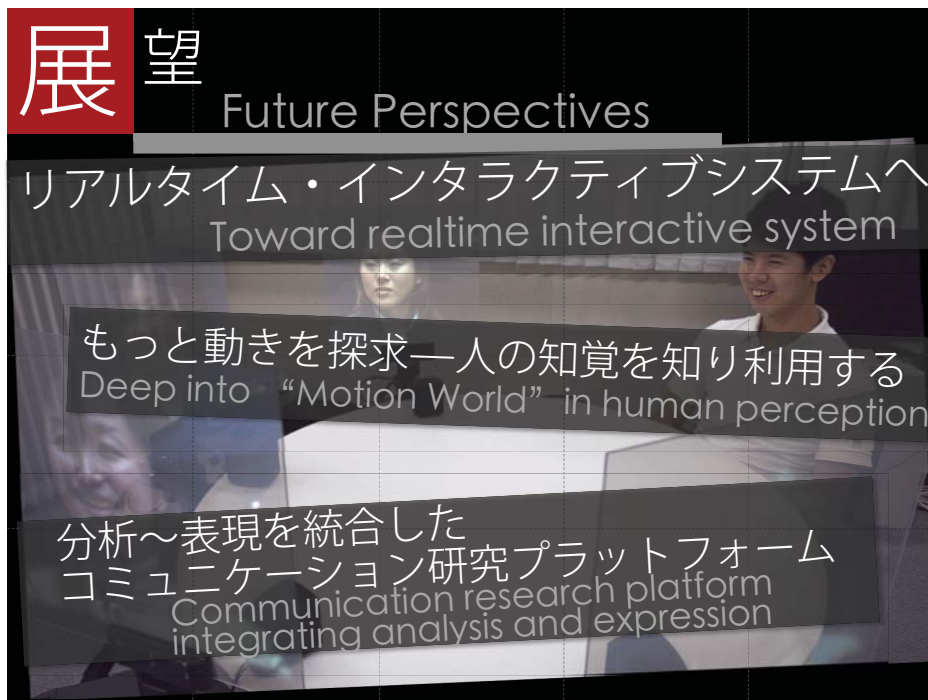 展望
Future Perspectives
リアルタイム・インタラクティブシステムへ
Toward realtime interactive system
もっと動きを探求—人の知覚を知り利用する
Deep into “Motion World” in human perception
分析～表現を統合した
コミュニケーション研究プラットフォーム
Communication research platform
integrating analysis and expression